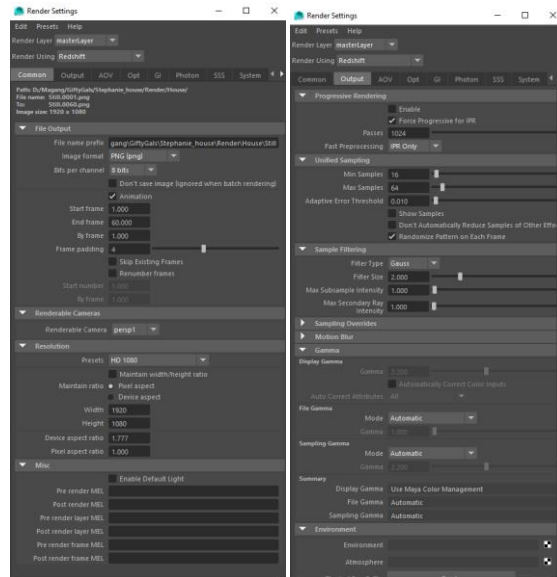 Render Settings
Edit Presets Help
Render Layer masterLayer
Render Using Redshift
Common Output AOV Opt GI Photon SSS System
Path: D:/Magang/GiftyGals/Stephanie_house/Render/House/
File name: Still.0001.png
To: Still.0060.png
Image size: 1920 x 1080
File Output
File name prefix gang\GiftyGals\Stephanie_house\Render\House\Still
Image format PNG (png)
Bits per channel 8 bits
Don't save image (ignored when batch rendering)
Animation
Start frame 1.000
End frame 60.000
By frame 1.000
Frame padding 4
Skip Existing Frames
Renumber frames
Start number 1.000
By frame 1.000
Renderable Cameras
Renderable Camera persp1
Resolution
Presets HD 1080
Maintain width/height ratio
Maintain ratio Pixel aspect
Device aspect
Width 1920
Height 1080
Device aspect ratio 1.777
Pixel aspect ratio 1.000
Misc
Enable Default Light
Pre render MEL
Post render MEL
Pre render layer MEL
Post render layer MEL
Pre render frame MEL
Post render frame MEL
Render Settings
Edit Presets Help
Render Layer masterLayer
Render Using Redshift
Common Output AOV Opt GI Photon SSS System
Progressive Rendering
Enable
Force Progressive for IPR
Passes 1024
Fast Preprocessing IPR Only
Unified Sampling
Min Samples 16
Max Samples 64
Adaptive Error Threshold 0.010
Show Samples
Don't Automatically Reduce Samples of Other Effe
Randomize Pattern on Each Frame
Sample Filtering
Filter Type Gauss
Filter Size 2.000
Max Subsample Intensity 1.000
Max Secondary Ray Intensity 1.000
Sampling Overrides
Motion Blur
Gamma
Display Gamma
Gamma 2.200
Automatically Correct Color Inputs
Auto Correct Attributes All
File Gamma
Mode Automatic
Gamma 1.000
Sampling Gamma
Mode Automatic
Gamma 2.200
Summary
Display Gamma Use Maya Color Management
File Gamma Automatic
Sampling Gamma Automatic
Environment
Environment
Atmosphere